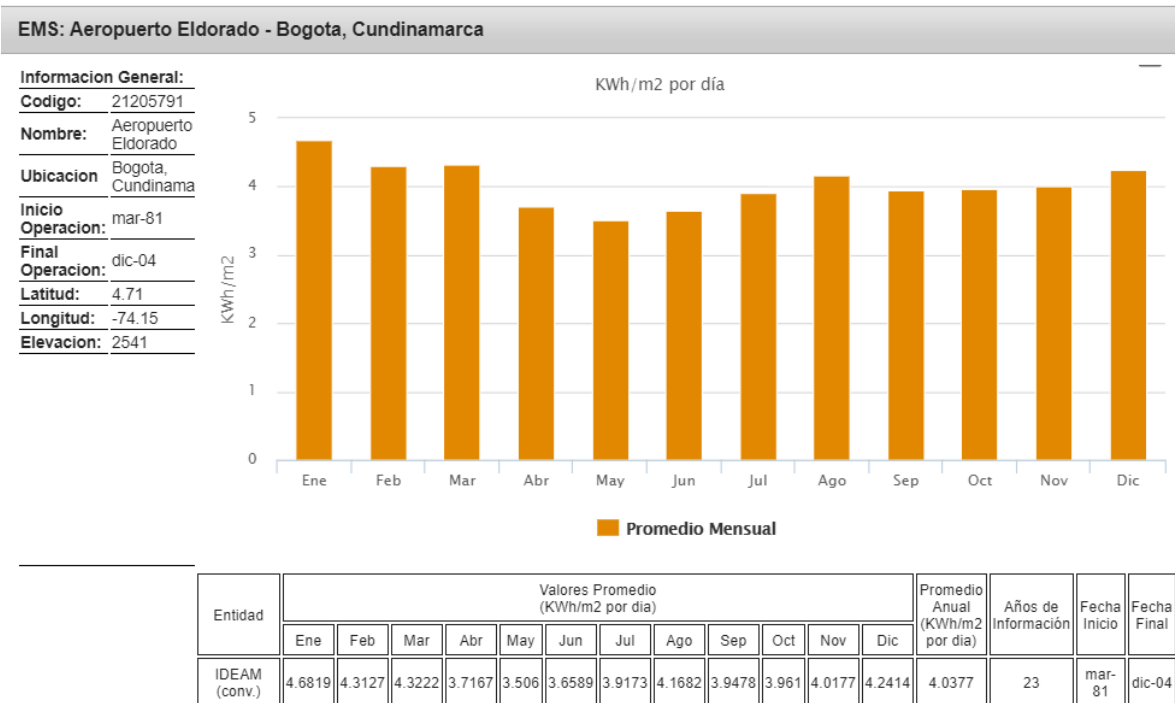 EMS: Aeropuerto Eldorado - Bogota, Cundinamarca
Informacion General:
Codigo: 21205791
Nombre: Aeropuerto
Eldorado
Ubicacion Bogota,
Cundinama
Inicio
Operacion: mar-81
Final
Operacion: dic-04
Latitud: 4.71
Longitud: -74.15
Elevacion: 2541
KWh/m2 por día
KWh/m2
5
4
3
2
1
0
Ene Feb Mar Abr May Jun Jul Ago Sep Oct Nov Dic
Promedio Mensual
Entidad
Valores Promedio
(KWh/m2 por dia)
Ene Feb Mar Abr May Jun Jul Ago Sep Oct Nov Dic
Promedio
Anual
(KWh/m2
por dia)
Años de
Información
Fecha
Inicio
Fecha
Final
IDEAM
(conv.)
4.6819 4.3127 4.3222 3.7167 3.506 3.6589 3.9173 4.1682 3.9478 3.961 4.0177 4.2414 4.0377 23 mar-
81 dic-04